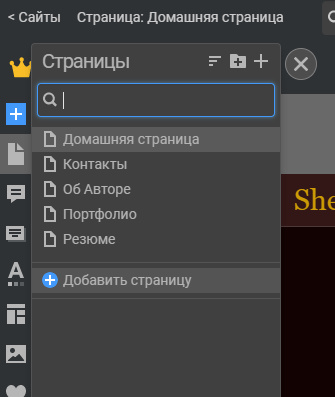 < Сайты Страница: Домашняя страница
Страницы
Домашняя страница
Контакты
Об Авторе
Портфолио
Резюме
Добавить страницу
She